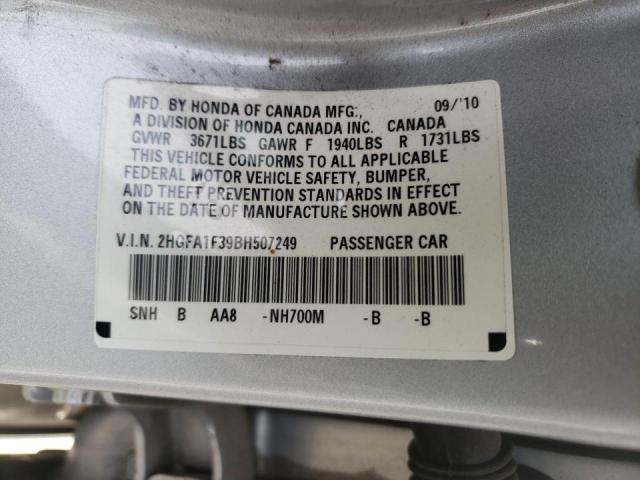 MFD. BY HONDA OF CANADA MFG., 09/'10
A DIVISION OF HONDA CANADA INC. CANADA
GVWR 3671LBS GAWR F 1940LBS R 1731LBS
THIS VEHICLE CONFORMS TO ALL APPLICABLE
FEDERAL MOTOR VEHICLE SAFETY, BUMPER,
AND THEFT PREVENTION STANDARDS IN EFFECT
ON THE DATE OF MANUFACTURE SHOWN ABOVE.
V.I.N. 2HGFA1F39BH507249 PASSENGER CAR
SNH B AA8 -NH700M -B -B